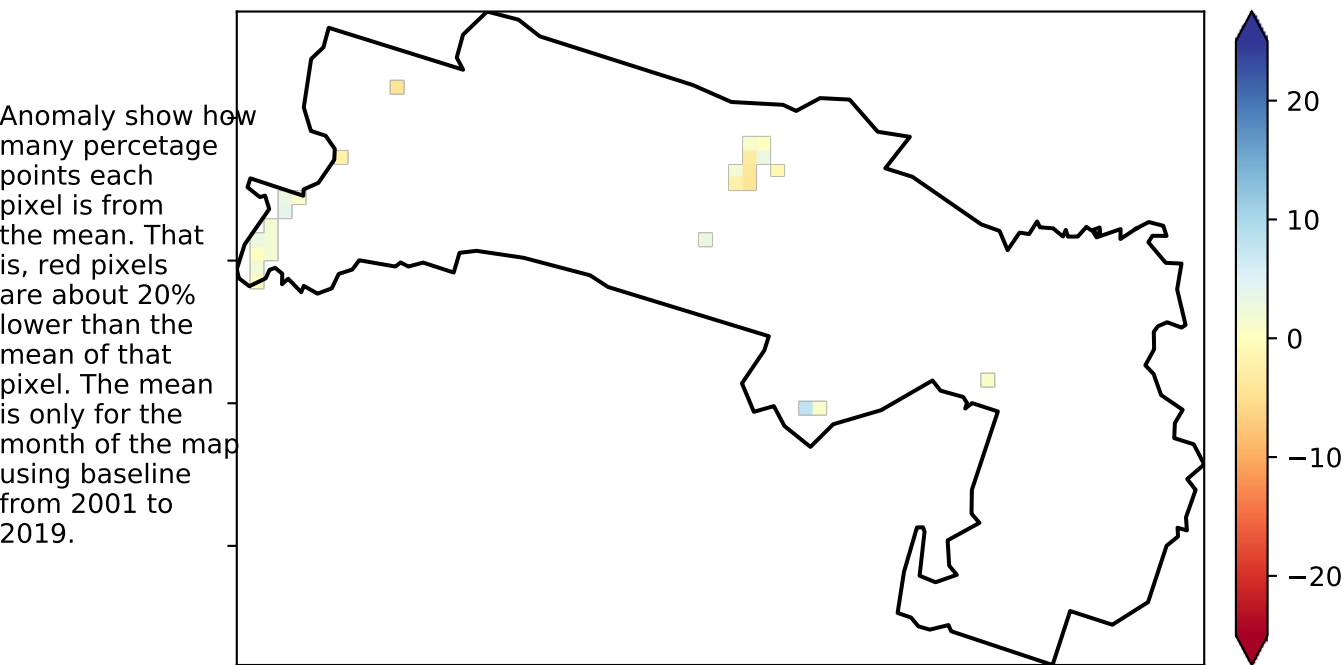 Anomaly show how
many percetage
points each
pixel is from
the mean. That
is, red pixels
are about 20%
lower than the
mean of that
pixel. The mean
is only for the
month of the map
using baseline
from 2001 to
2019.
20
10
0
−10
−20